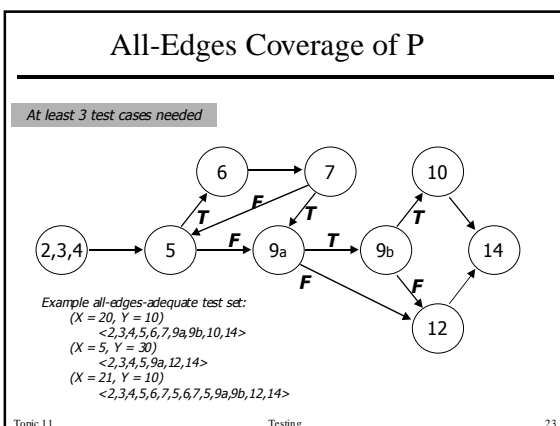 All-Edges Coverage of P
At least 3 test cases needed
6
7
10
T
F
T
T
2,3,4
5
F
9a
T
9b
14
F
F
12
Example all-edges-adequate test set:
(X = 20, Y = 10)
<2,3,4,5,6,7,9a,9b,10,14>
(X = 5, Y = 30)
<2,3,4,5,9a,12,14>
(X = 21, Y = 10)
<2,3,4,5,6,7,5,6,7,5,9a,9b,12,14>
Topic 11
Testing
23